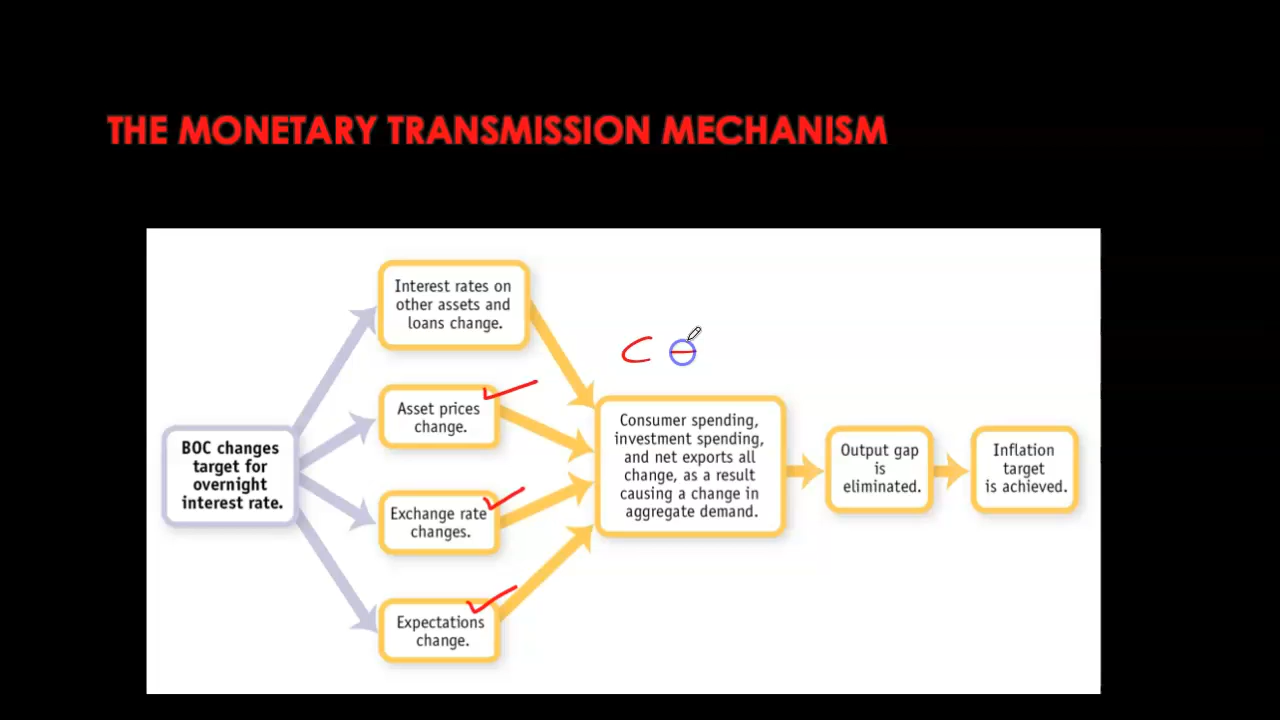 THE MONETARY TRANSMISSION MECHANISM
Interest rates on
other assets and
loans change.
C
Asset prices
change.
BOC changes
target for
overnight
interest rate.
Consumer spending,
investment spending,
and net exports all
change, as a result
causing a change in
aggregate demand.
Output gap
is
eliminated.
Inflation
target
is achieved.
Exchange rate
changes.
Expectations
change.